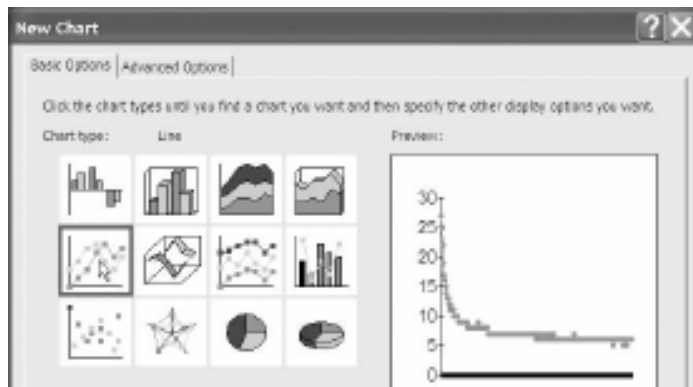 New Chart
Basic Options
Advanced Options
Click the chart types until you find a chart you want and then specify the other display options you want.
Chart type:
Line
Preview:
30
25
20
15
10
5
0